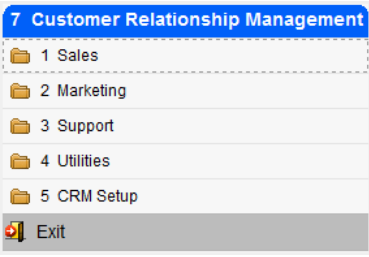 7 Customer Relationship Management
1 Sales
2 Marketing
3 Support
4 Utilities
5 CRM Setup
Exit